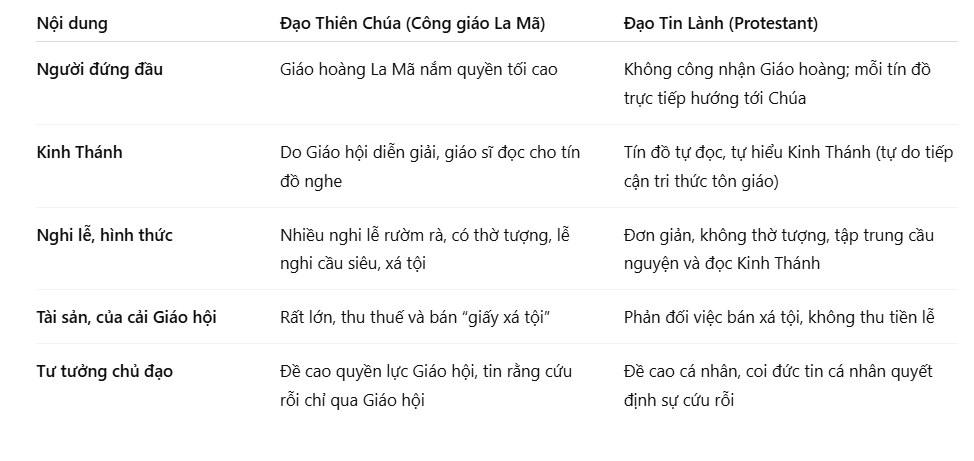 Nội dung Đạo Thiên Chúa (Công giáo La Mã) Đạo Tin Lành (Protestant)
Người đứng đầu Giáo hoàng La Mã nắm quyền tối cao Không công nhận Giáo hoàng; mỗi tín đồ
trực tiếp hướng tới Chúa
Kinh Thánh Do Giáo hội diễn giải, giáo sĩ đọc cho tín Tín đồ tự đọc, tự hiểu Kinh Thánh (tự do tiếp
đồ nghe cận tri thức tôn giáo)
Nghi lễ, hình thức Nhiều nghi lễ rườm rà, có thờ tượng, lễ Đơn giản, không thờ tượng, tập trung cầu
nghi cầu siêu, xá tội nguyện và đọc Kinh Thánh
Tài sản, của cải Giáo hội Rất lớn, thu thuế và bán “giấy xá tội” Phản đối việc bán xá tội, không thu tiền lễ
Tư tưởng chủ đạo Đề cao quyền lực Giáo hội, tin rằng cứu Đề cao cá nhân, coi đức tin cá nhân quyết
rỗi chỉ qua Giáo hội định sự cứu rỗi